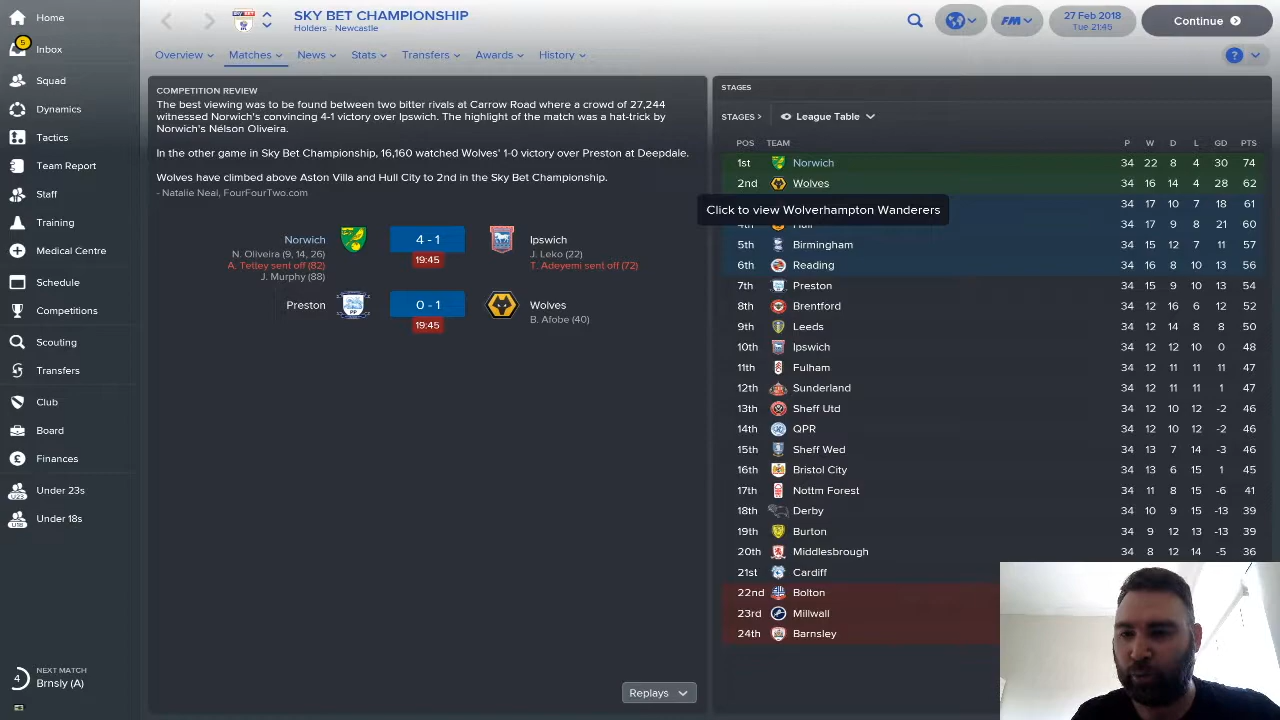 Home
5
Inbox
Squad
Dynamics
Tactics
Team Report
Staff
Training
Medical Centre
Schedule
Competitions
Scouting
Transfers
Club
Board
Finances
Under 23s
Under 18s
4
NEXT MATCH
Brnsly (A)
SKY BET CHAMPIONSHIP
Holders - Newcastle
FM
27 Feb 2018
Tue 21:45
Continue
Overview
Matches
News
Stats
Transfers
Awards
History
?
COMPETITION REVIEW
The best viewing was to be found between two bitter rivals at Carrow Road where a crowd of 27,244
witnessed Norwich's convincing 4-1 victory over Ipswich. The highlight of the match was a hat-trick by
Norwich's Nélson Oliveira.
In the other game in Sky Bet Championship, 16,160 watched Wolves' 1-0 victory over Preston at Deepdale.
Wolves have climbed above Aston Villa and Hull City to 2nd in the Sky Bet Championship.
- Natalie Neal, FourFourTwo.com
Norwich 4 - 1 Ipswich
N. Oliveira (9, 14, 26) 19:45 J. Leko (22)
A. Tettey sent off (82) T. Adeyemi sent off (72)
J. Murphy (88)
Preston 0 - 1 Wolves
19:45 B. Afobe (40)
Replays
STAGES
STAGES > League Table
POS TEAM P W D L GD PTS
1st Norwich 34 22 8 4 30 74
2nd Wolves 34 16 14 4 28 62
34 17 10 7 18 61
Click to view Wolverhampton Wanderers
4th Hull 34 17 9 8 21 60
5th Birmingham 34 15 12 7 11 57
6th Reading 34 16 8 10 13 56
7th Preston 34 15 9 10 13 54
8th Brentford 34 12 16 6 12 52
9th Leeds 34 12 14 8 8 50
10th Ipswich 34 12 12 10 0 48
11th Fulham 34 12 11 11 11 47
12th Sunderland 34 12 11 11 1 47
13th Sheff Utd 34 12 10 12 -2 46
14th QPR 34 12 10 12 -2 46
15th Sheff Wed 34 13 7 14 -3 46
16th Bristol City 34 13 6 15 1 45
17th Nottm Forest 34 11 8 15 -6 41
18th Derby 34 10 9 15 -13 39
19th Burton 34 9 12 13 -13 39
20th Middlesbrough 34 8 12 14 -5 36
21st Cardiff
22nd Bolton
23rd Millwall
24th Barnsley